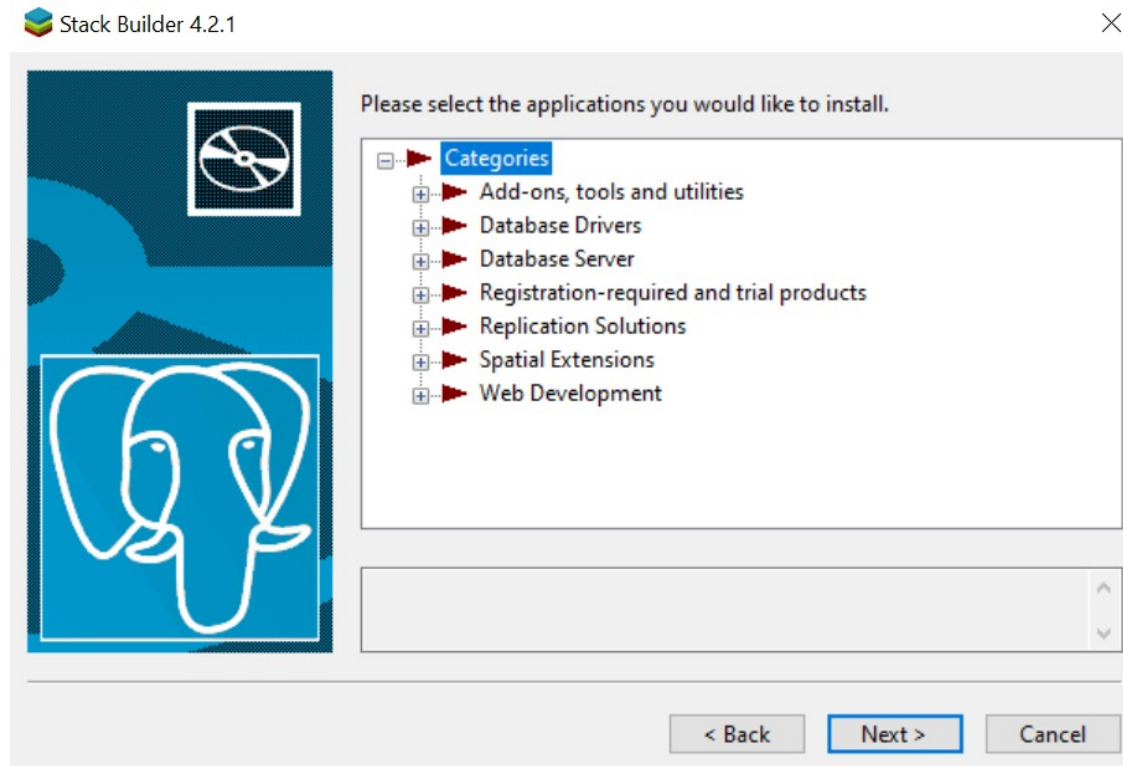 Stack Builder 4.2.1
Please select the applications you would like to install.
Categories
Add-ons, tools and utilities
Database Drivers
Database Server
Registration-required and trial products
Replication Solutions
Spatial Extensions
Web Development
< Back Next > Cancel